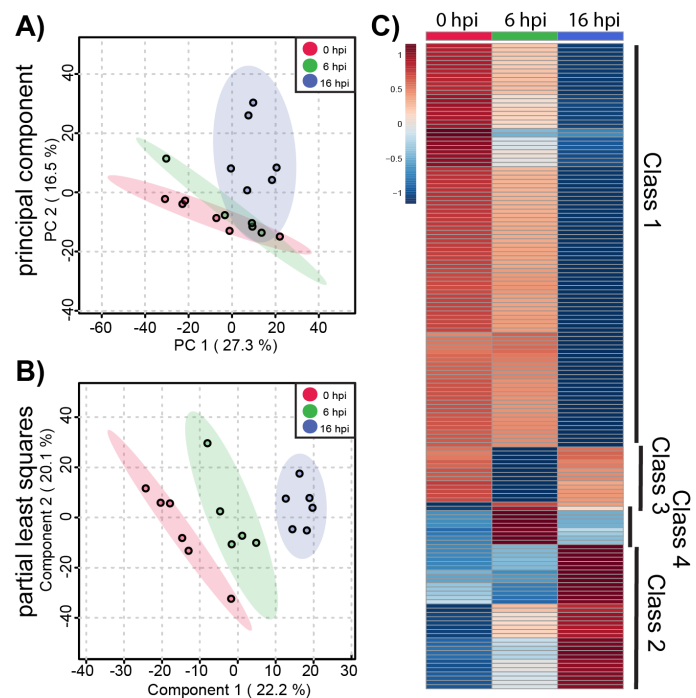 A)
0 hpi
6 hpi
16 hpi
principal component
PC 2 ( 16.5 %)
40
20
0
-20
-40
-60
-40
-20
0
20
40
PC 1 ( 27.3 %)
B)
0 hpi
6 hpi
16 hpi
partial least squares
Component 2 ( 20.1 %)
40
20
0
-20
-40
-40
-30
-20
-10
0
10
20
30
Component 1 ( 22.2 %)
C)
0 hpi
6 hpi
16 hpi
1
0.5
0
−0.5
−1
Class 1
Class 3
Class 4
Class 2